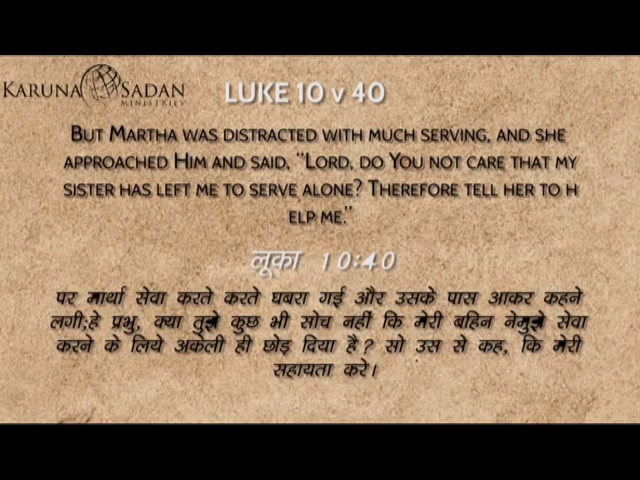 KARUNA SADAN
MINISTRIES
LUKE 10 v 40
BUT MARTHA WAS DISTRACTED WITH MUCH SERVING, AND SHE
APPROACHED HIM AND SAID, “LORD, DO YOU NOT CARE THAT MY
SISTER HAS LEFT ME TO SERVE ALONE? THEREFORE TELL HER TO H
ELP ME.”
लूका 10:40
पर मार्था सेवा करते करते घबरा गई और उसके पास आकर कहने
लगी;हे प्रभु, क्या तुझे कुछ भी सोच नहीं कि मेरी बहिन नेमुझे सेवा
करने के लिये अकेली ही छोड़ दिया है? सो उस से कह, कि मेरी
सहायता करे।